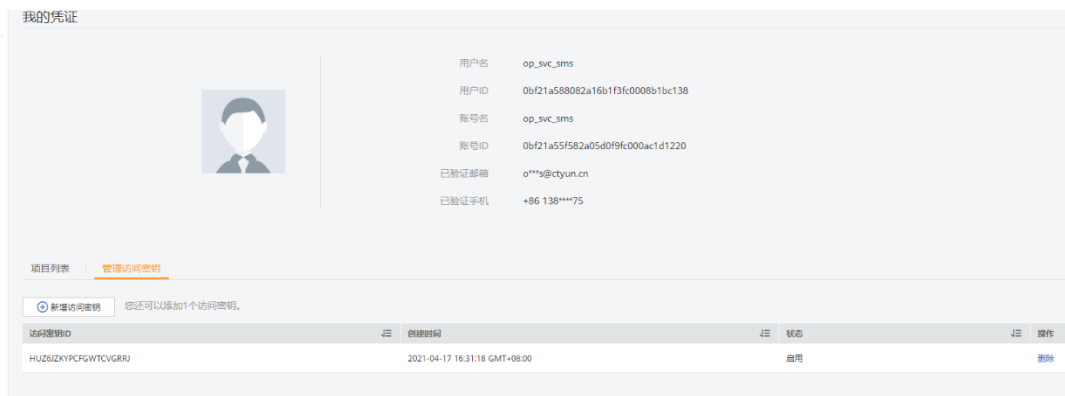 我的凭证
用户名 op_svc_sms
用户ID 0bf21a588082a16b1f3fc0008b1bc138
账号名 op_svc_sms
账号ID 0bf21a55f582a05d0f9fc000ac1d1220
已验证邮箱 o***s@ctyun.cn
已验证手机 +86 138****75
项目列表 管理访问密钥
新增访问密钥 您还可以添加1个访问密钥。
访问密钥ID 创建时间 状态 操作
HUZ6JZKYPCFGWTCVGRRJ 2021-04-17 16:31:18 GMT+08:00 启用 删除